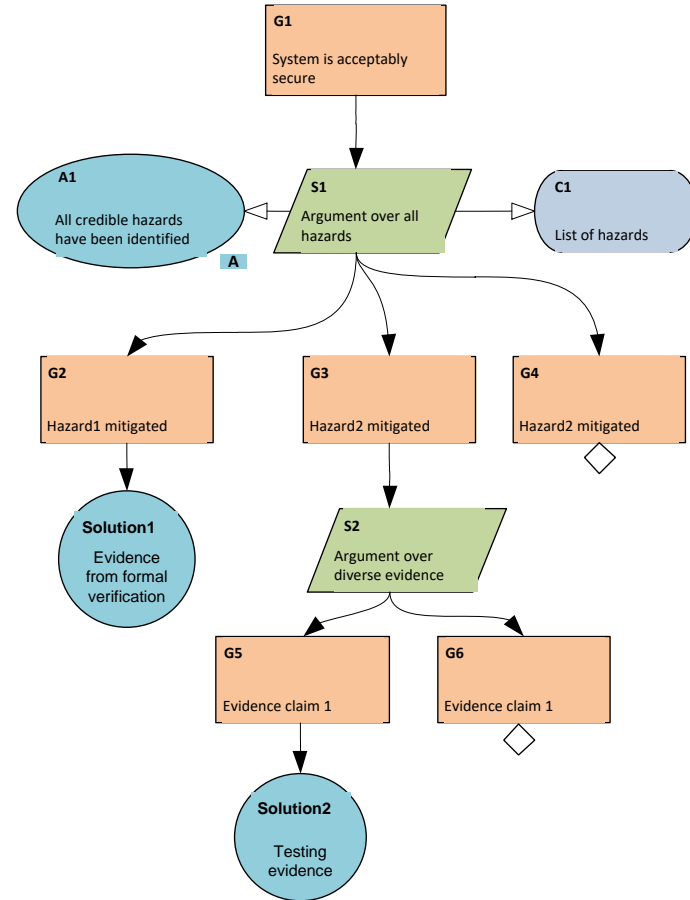 G1
System is acceptably
secure
A1
All credible hazards
have been identified
A
S1
Argument over all
hazards
C1
List of hazards
G2
Hazard1 mitigated
G3
Hazard2 mitigated
G4
Hazard2 mitigated
Solution1
Evidence
from formal
verification
S2
Argument over
diverse evidence
G5
Evidence claim 1
G6
Evidence claim 1
Solution2
Testing
evidence